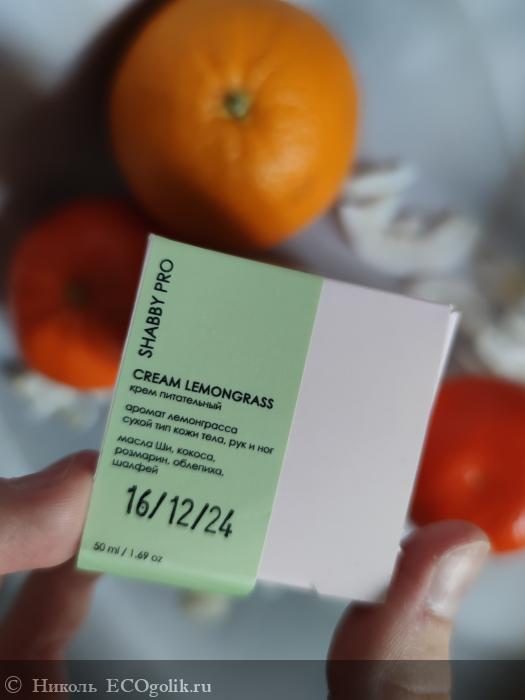 SHABBY PRO
CREAM LEMONGRASS
крем питательный
аромат лемонграсса
сухой тип кожи тела, рук и ног
масла Ши, кокоса,
розмарин, облепиха,
шалфей
16/12/24
50 ml / 1.69 oz
© Николь ECOgolik.ru